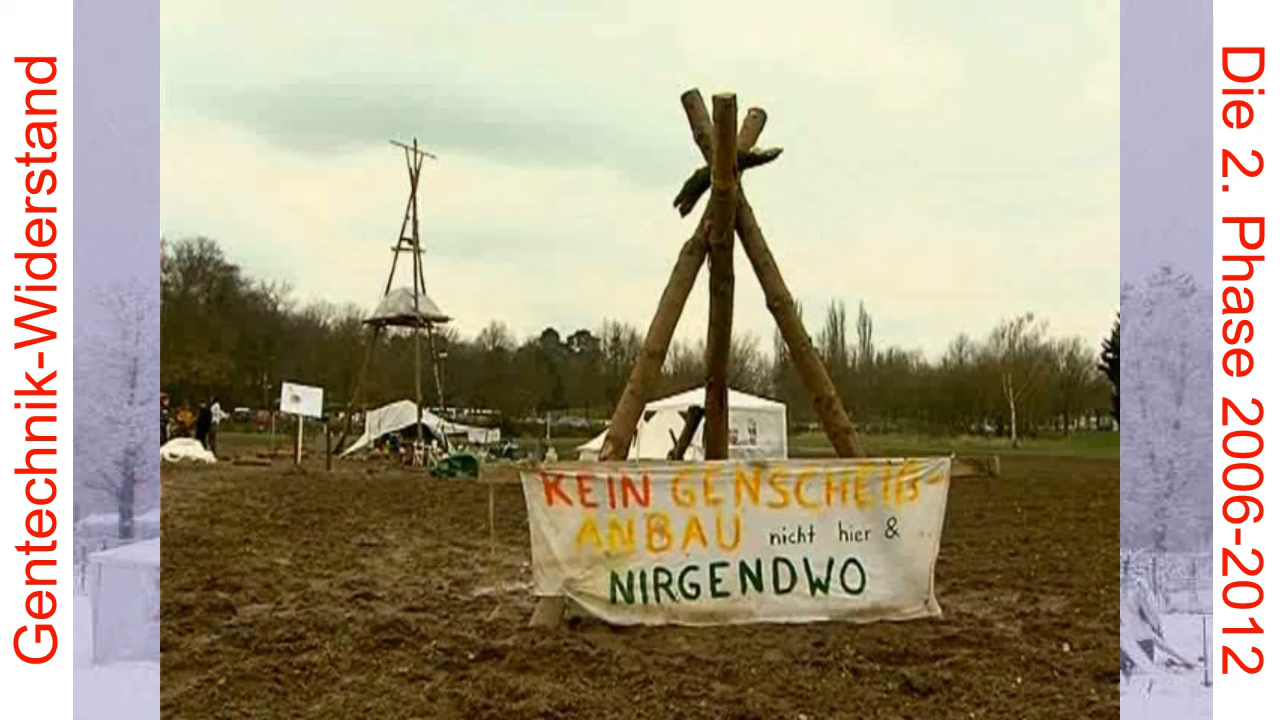 Gentechnik-Widerstand
KEIN GENSCHEIß-
ANBAU nicht hier &
NIRGENDWO
Die 2. Phase 2006-2012